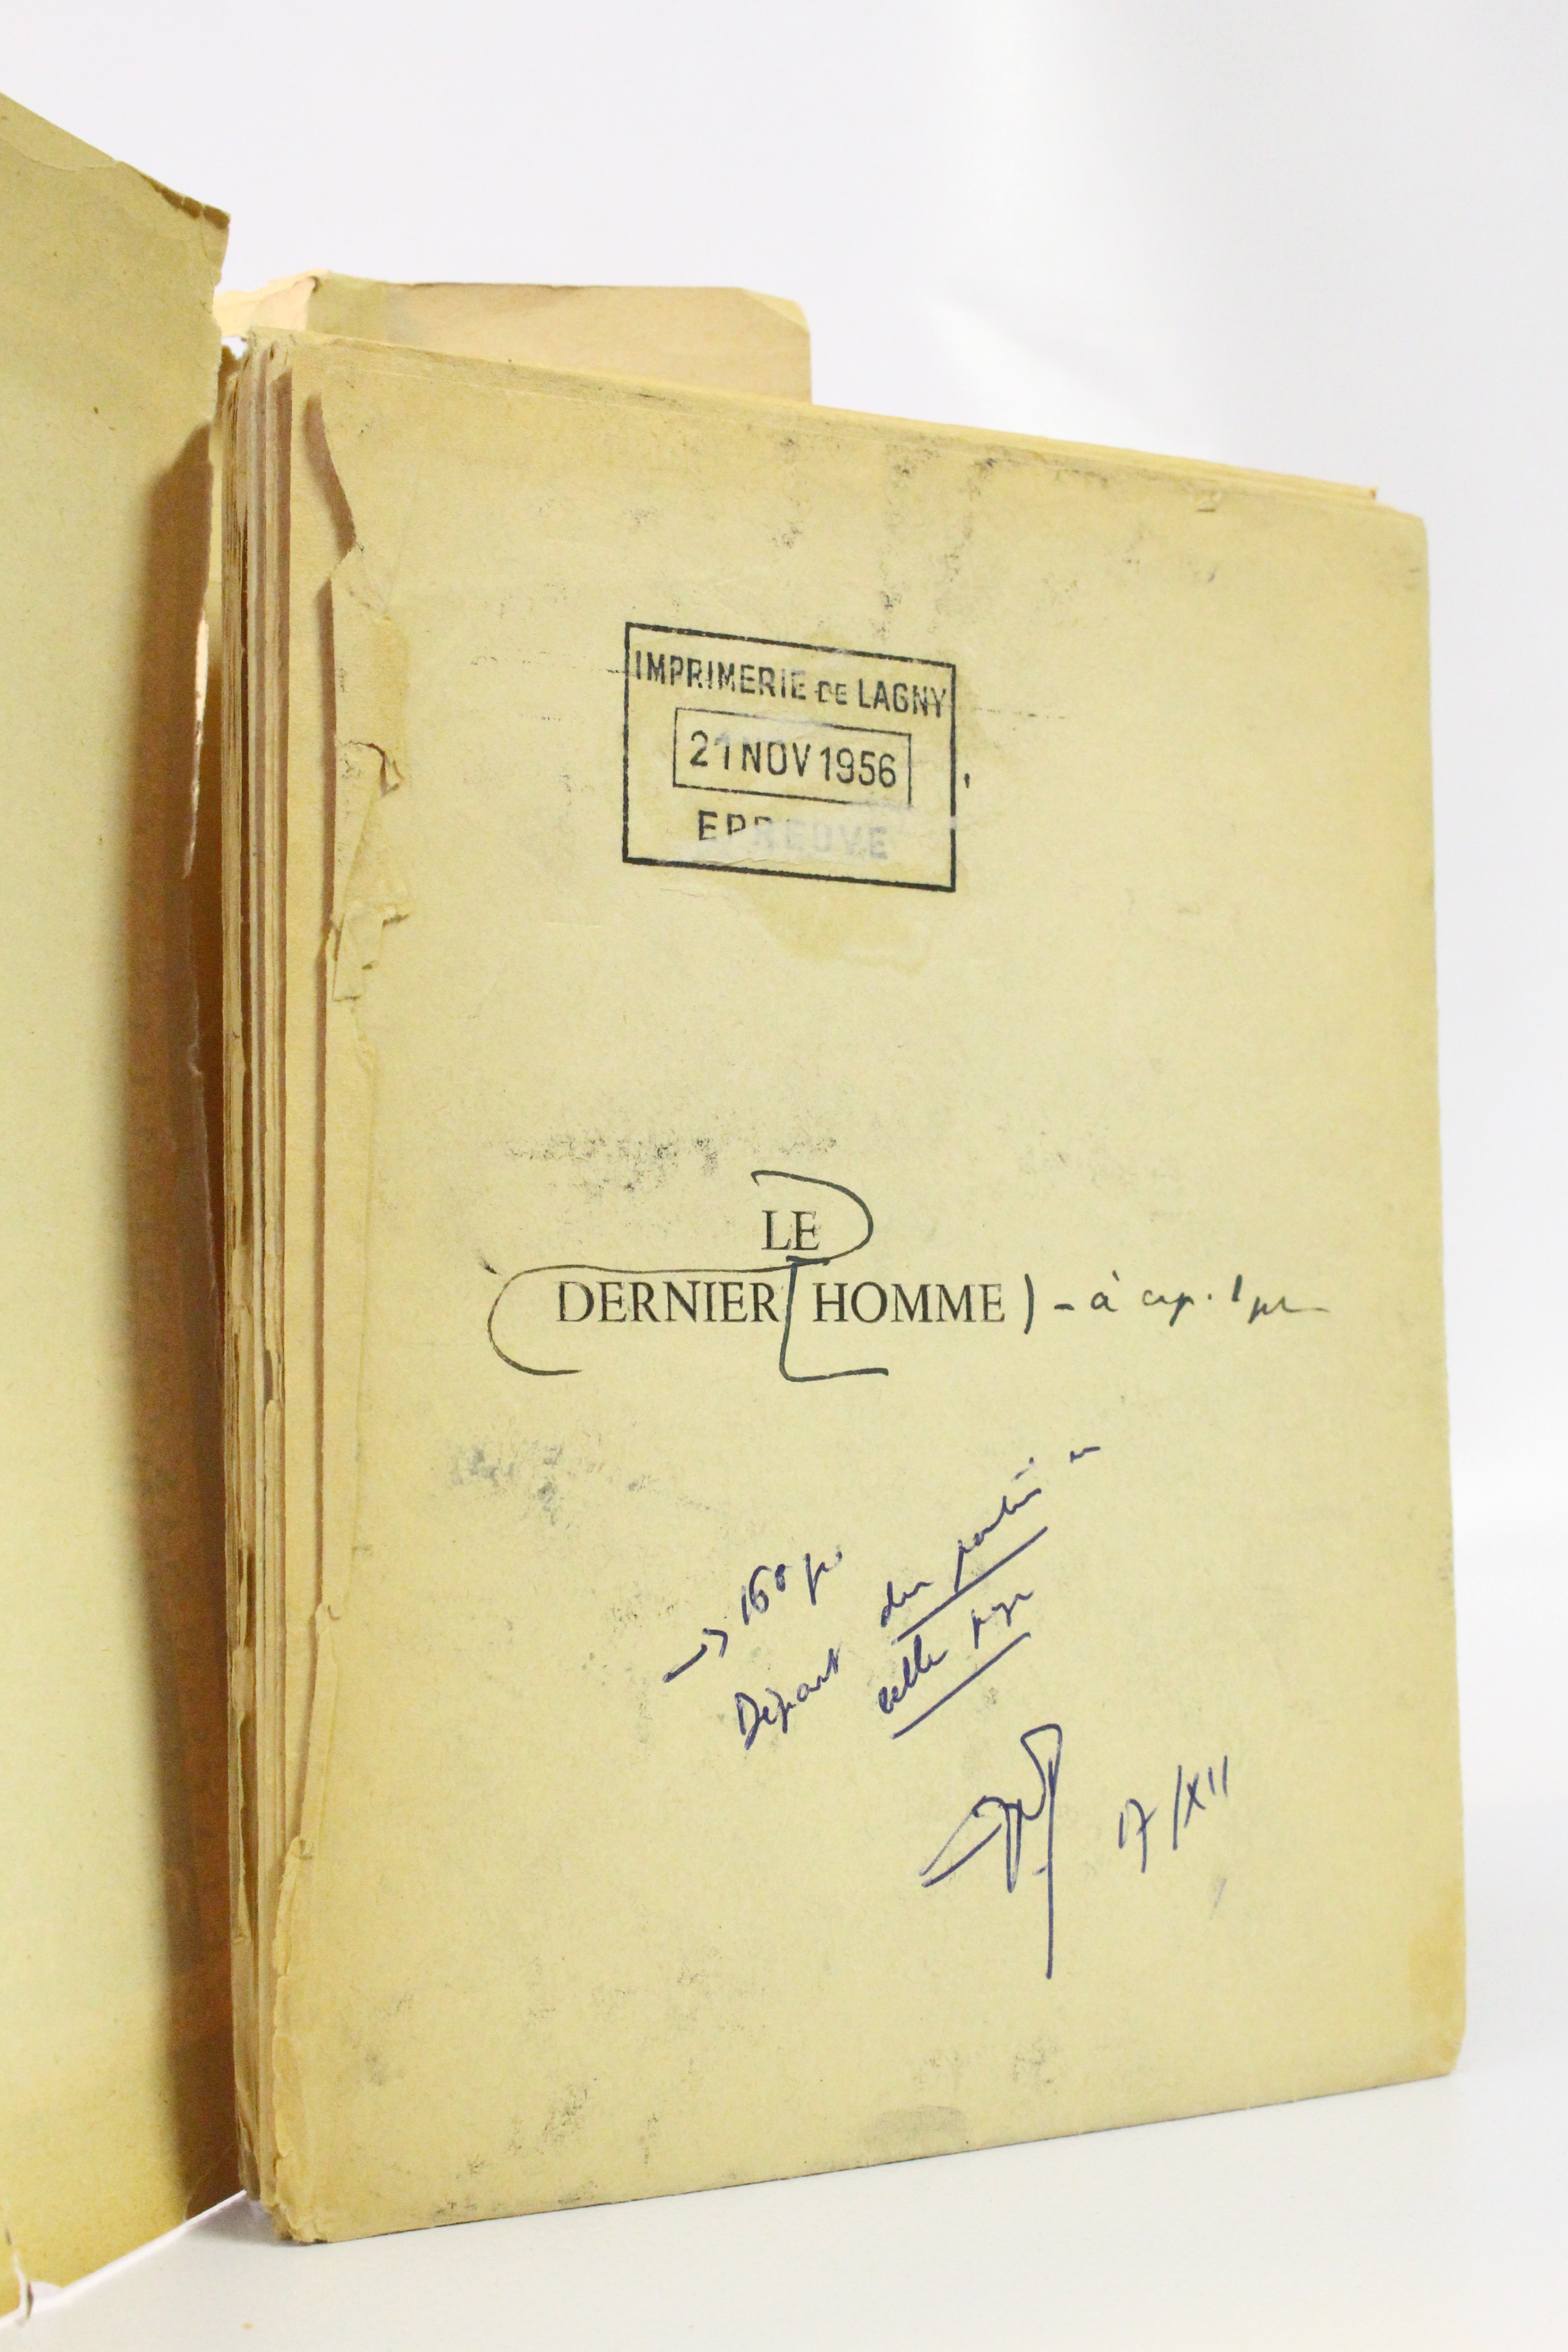 IMPRIMERIE DE LAGNY
21 NOV 1956
EPREUVE
LE
DERNIER HOMME ) - à
→ 160 p.
Départ
cette page
17/XII